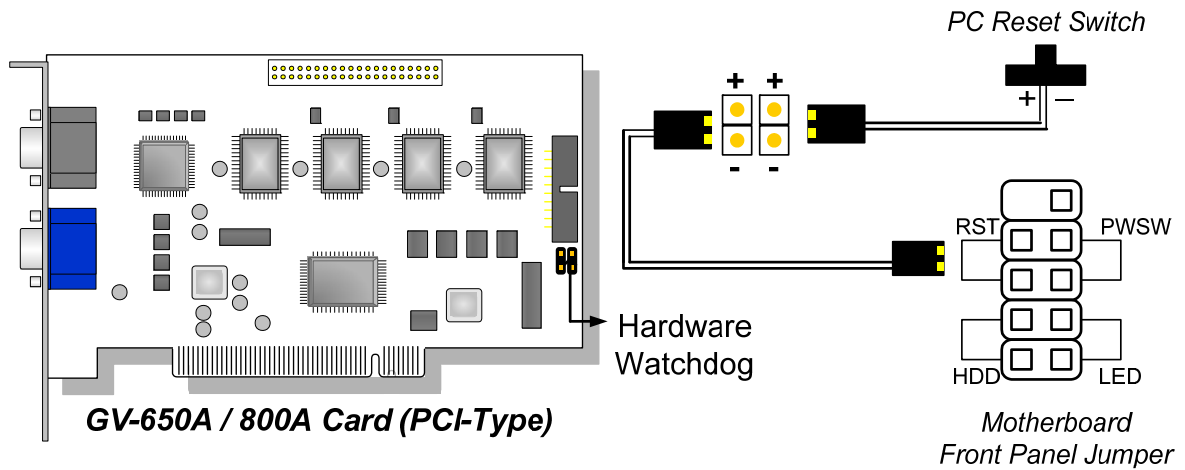 PC Reset Switch
+ —
+ +
- -
RST PWSW
Hardware
Watchdog
HDD LED
GV-650A / 800A Card (PCI-Type)
Motherboard
Front Panel Jumper